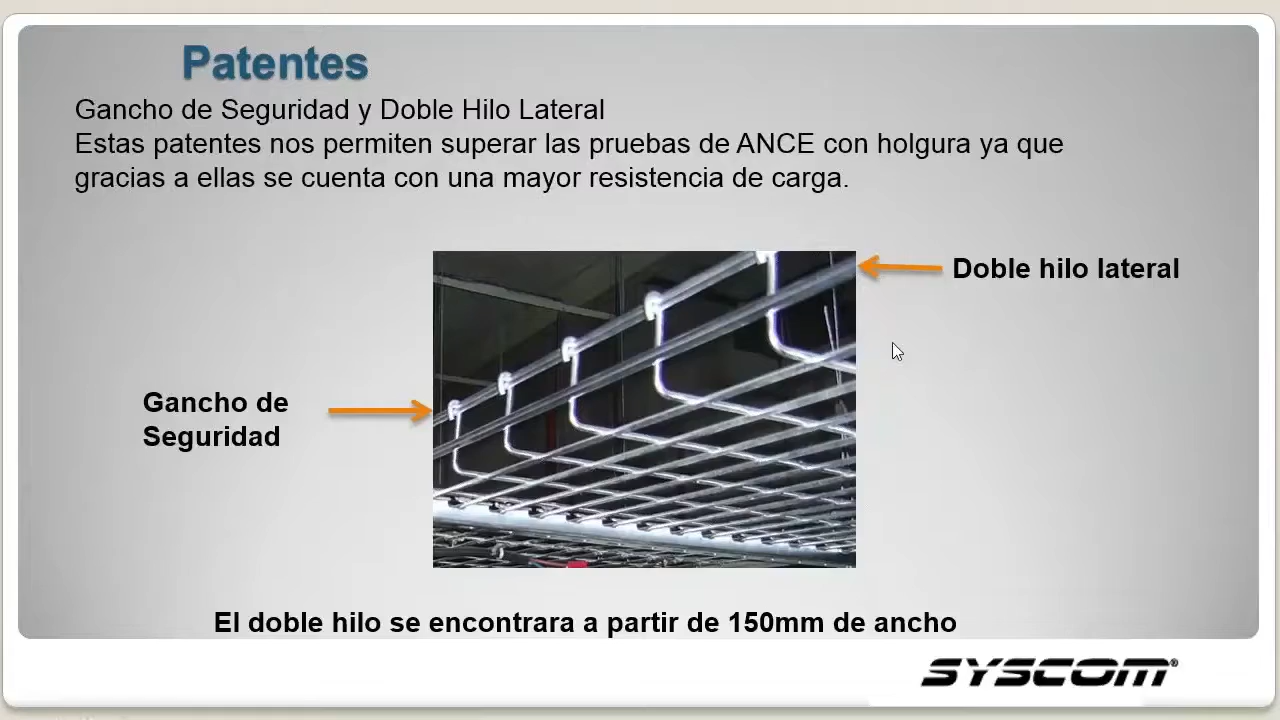 Patentes
Gancho de Seguridad y Doble Hilo Lateral
Estas patentes nos permiten superar las pruebas de ANCE con holgura ya que
gracias a ellas se cuenta con una mayor resistencia de carga.
Doble hilo lateral
Gancho de
Seguridad
El doble hilo se encontrara a partir de 150mm de ancho
SYSCOM®